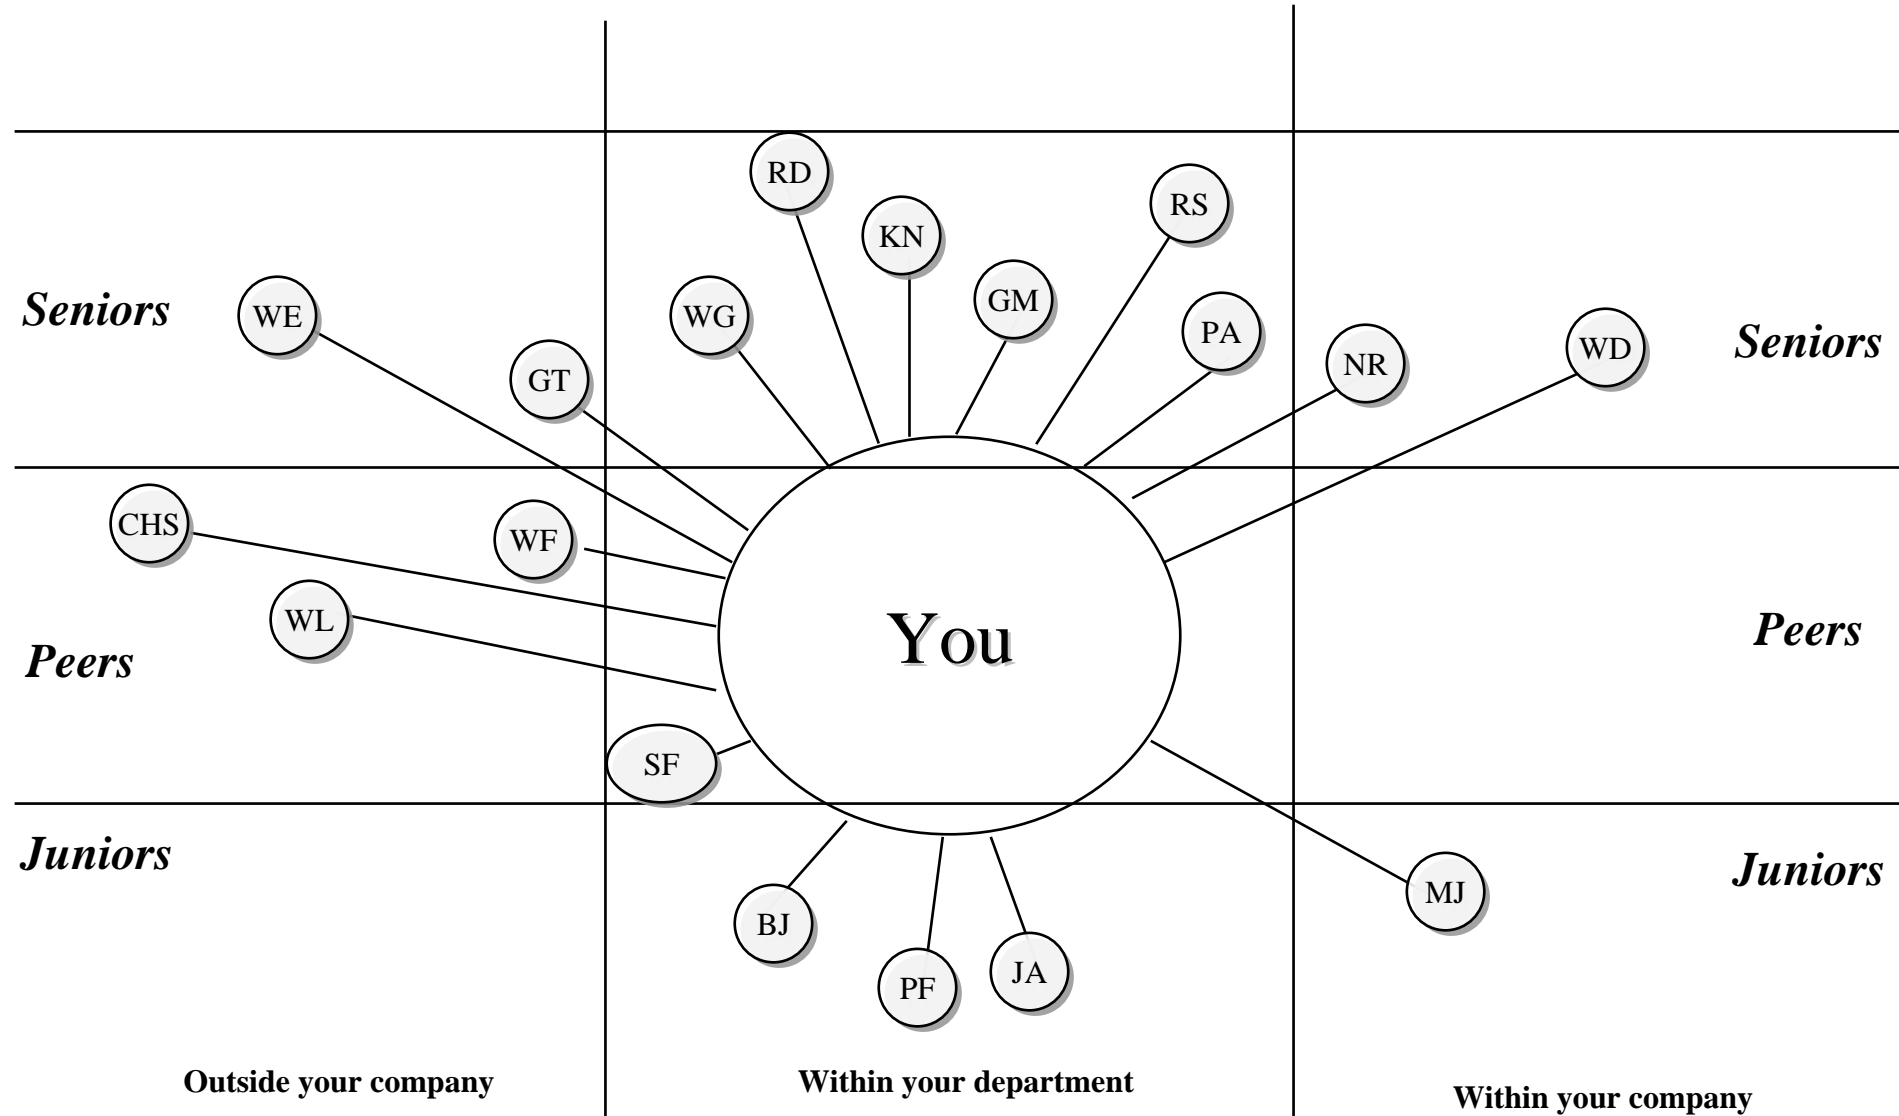 RD
RS
KN
GM
Seniors
WE
WG
PA
WD
Seniors
NR
GT
CHS
WF
WL
You
Peers
Peers
SF
Juniors
Juniors
MJ
BJ
JA
PF
Outside your company
Within your department
Within your company